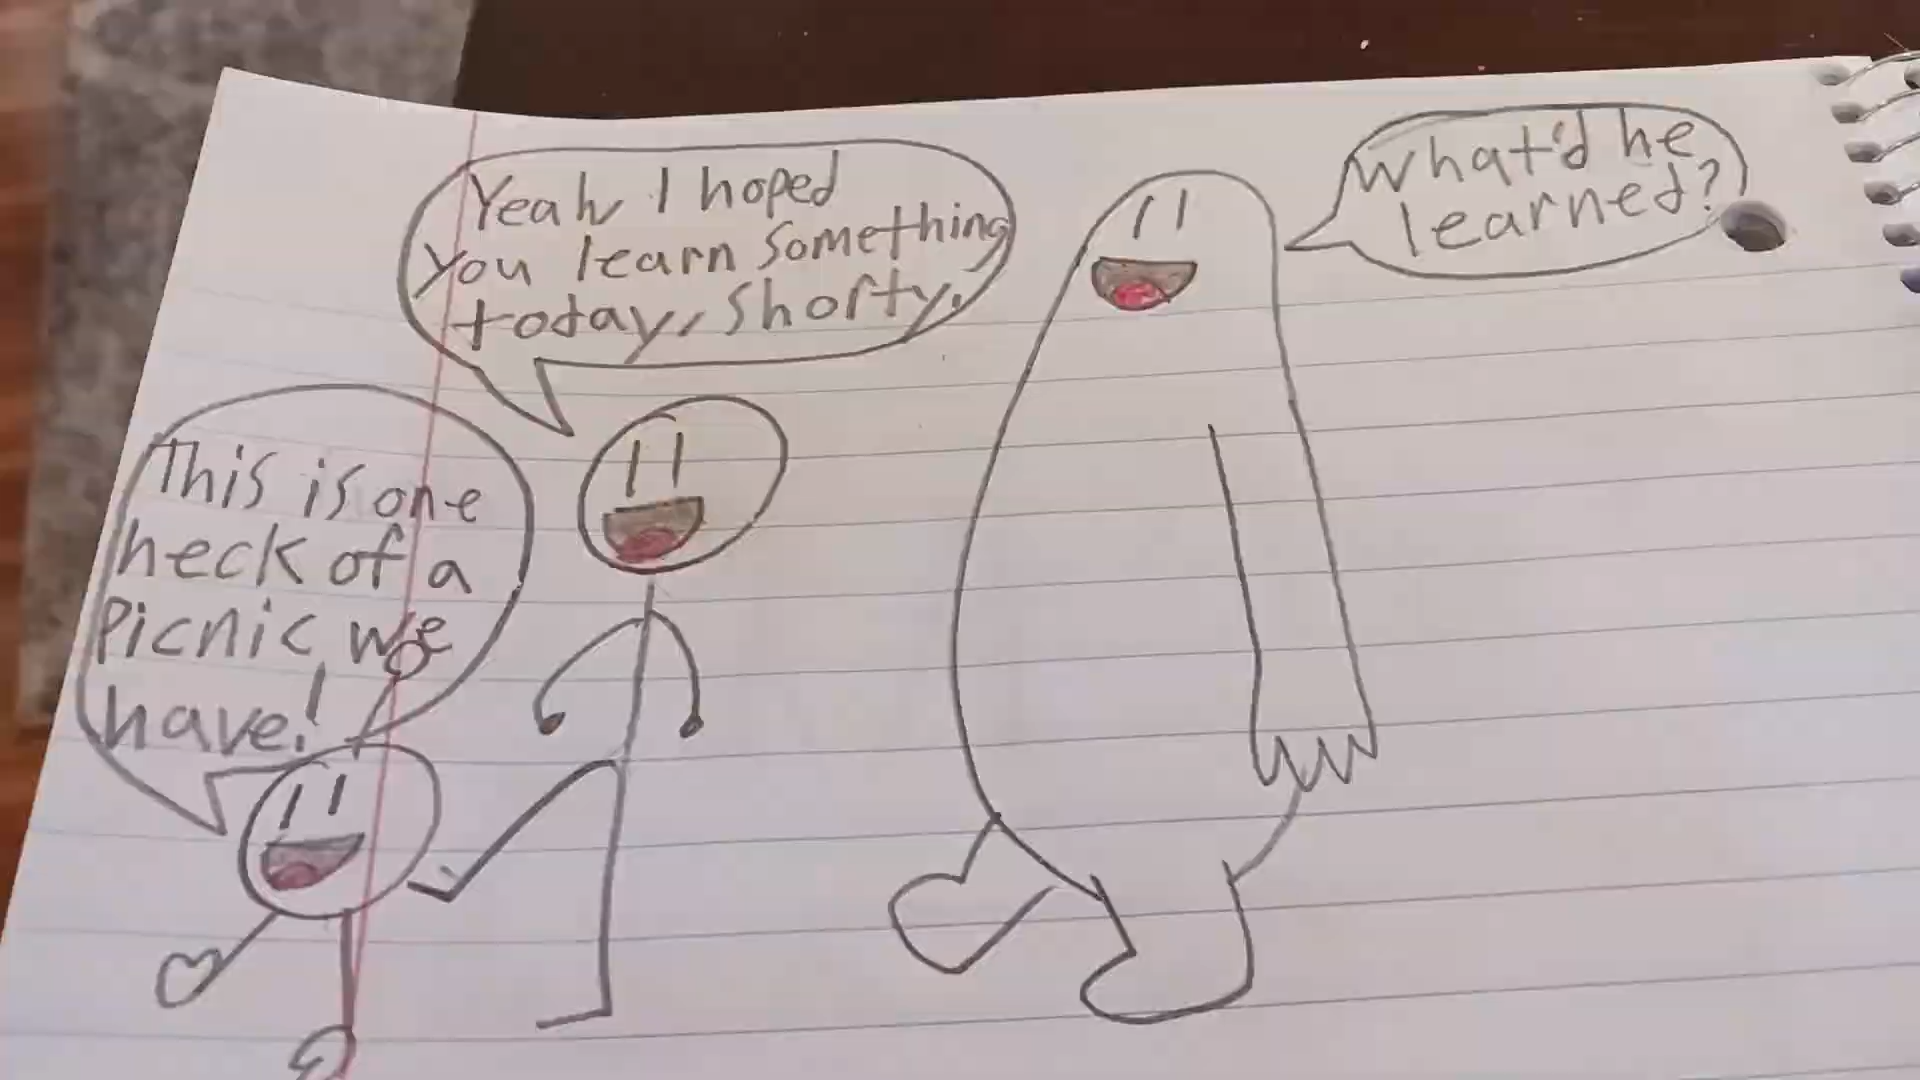 This is one
heck of a
Picnic, we
have!
Yeah, I hoped
you learn something
today, shorty.
What'd he
learned?